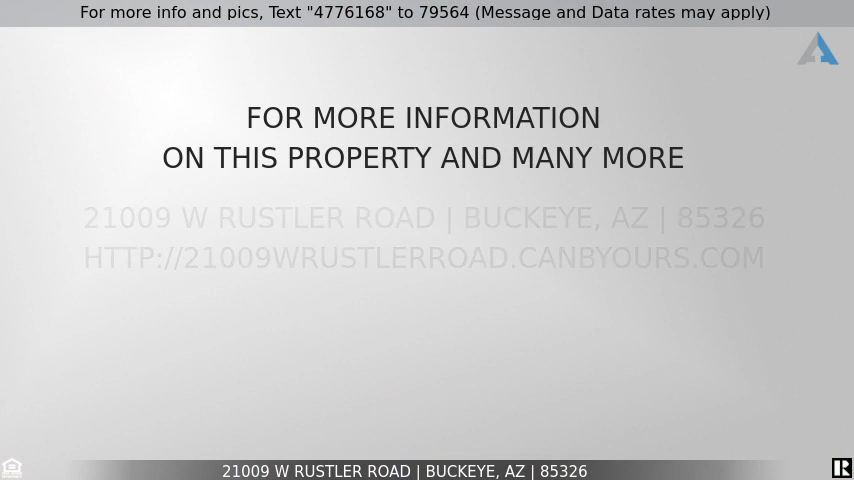 For more info and pics, Text "4776168" to 79564 (Message and Data rates may apply)
FOR MORE INFORMATION
ON THIS PROPERTY AND MANY MORE
21009 W RUSTLER ROAD | BUCKEYE, AZ | 85326
HTTP://21009WRUSTLERROAD.CANBYOURS.COM
21009 W RUSTLER ROAD | BUCKEYE, AZ | 85326